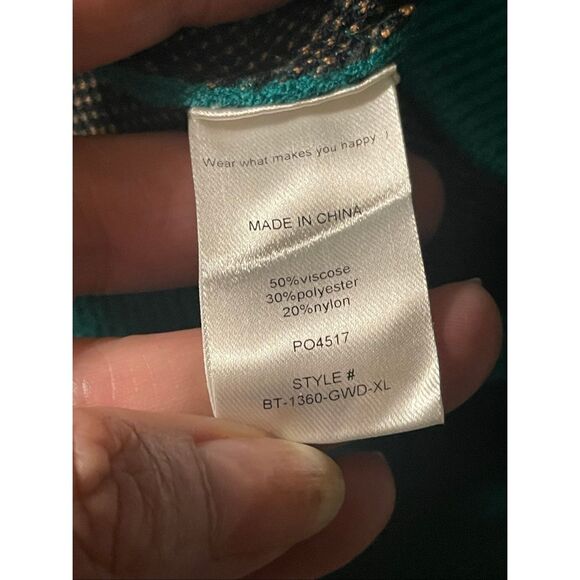 Wear what makes you happy :)
MADE IN CHINA
50%viscose
30%polyester
20%nylon
PO4517
STYLE #
BT-1360-GWD-XL